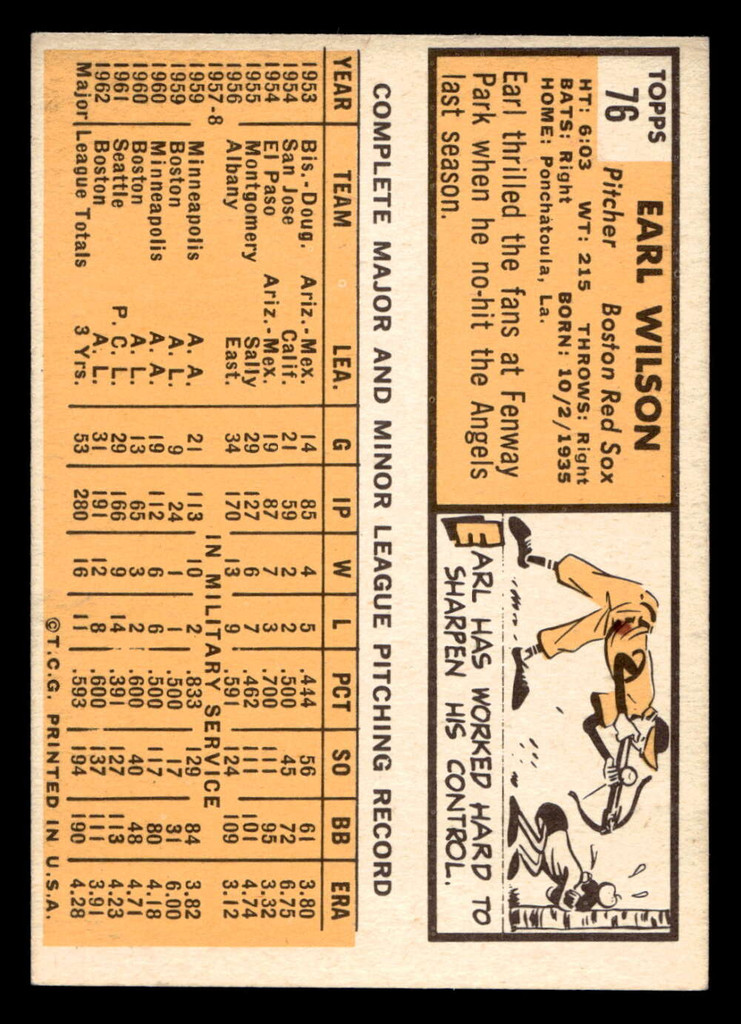 TOPPS
76
EARL WILSON
Pitcher Boston Red Sox
HT: 6:03 WT: 215 THROWS: Right
BATS: Right BORN: 10/2/1935
HOME: Ponchatoula, La.
Earl thrilled the fans at Fenway
Park when he no-hit the Angels
last season.
EARL HAS WORKED HARD TO
SHARPEN HIS CONTROL.
COMPLETE MAJOR AND MINOR LEAGUE PITCHING RECORD
YEAR TEAM LEA. G IP W L PCT SO BB ERA
1953 Bis.-Doug. Ariz.-Mex. 14 85 4 5 .444 56 61 3.80
1954 San Jose Calif. 21 59 2 2 .500 45 72 6.75
1954 El Paso Ariz.-Mex. 19 87 7 3 .700 111 95 3.32
1955 Montgomery Sally 29 127 6 7 .462 111 101 4.74
1956 Albany East. 34 170 13 9 .591 124 109 3.12
1957-8 IN MILITARY SERVICE
1959 Minneapolis A. A. 21 113 10 2 .833 129 84 3.82
1959 Boston A. L. 9 24 1 1 .500 17 31 6.00
1960 Minneapolis A. A. 19 112 6 6 .500 117 80 4.18
1960 Boston A. L. 13 65 3 2 .600 40 48 4.71
1961 Seattle P. C. L. 29 166 9 14 .391 127 113 4.23
1962 Boston A. L. 31 191 12 8 .600 137 111 3.91
Major League Totals 3 Yrs. 53 280 16 11 .593 194 190 4.28
©T.C.G. PRINTED IN U.S.A.